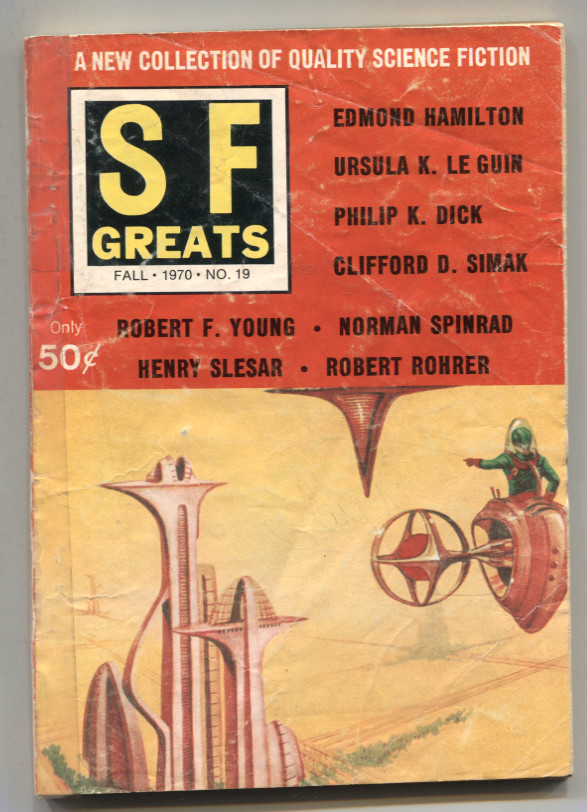 A NEW COLLECTION OF QUALITY SCIENCE FICTION
S F
GREATS
FALL • 1970 • NO. 19
EDMOND HAMILTON
URSULA K. LE GUIN
PHILIP K. DICK
CLIFFORD D. SIMAK
Only
50¢
ROBERT F. YOUNG • NORMAN SPINRAD
HENRY SLESAR • ROBERT ROHRER